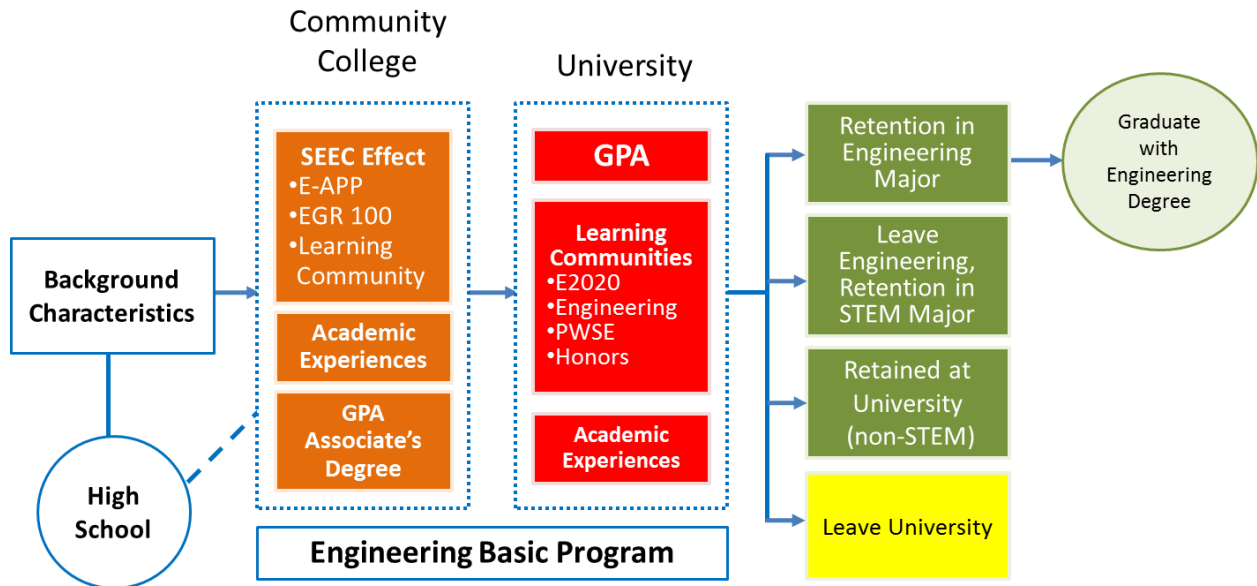 Community
College
University
SEEC Effect
•E-APP
•EGR 100
•Learning
Community
Academic
Experiences
GPA
Associate's
Degree
GPA
Learning
Communities
•E2020
•Engineering
•PWSE
•Honors
Academic
Experiences
Background
Characteristics
High
School
Engineering Basic Program
Retention in
Engineering
Major
Leave
Engineering,
Retention in
STEM Major
Retained at
University
(non-STEM)
Leave University
Graduate
with
Engineering
Degree